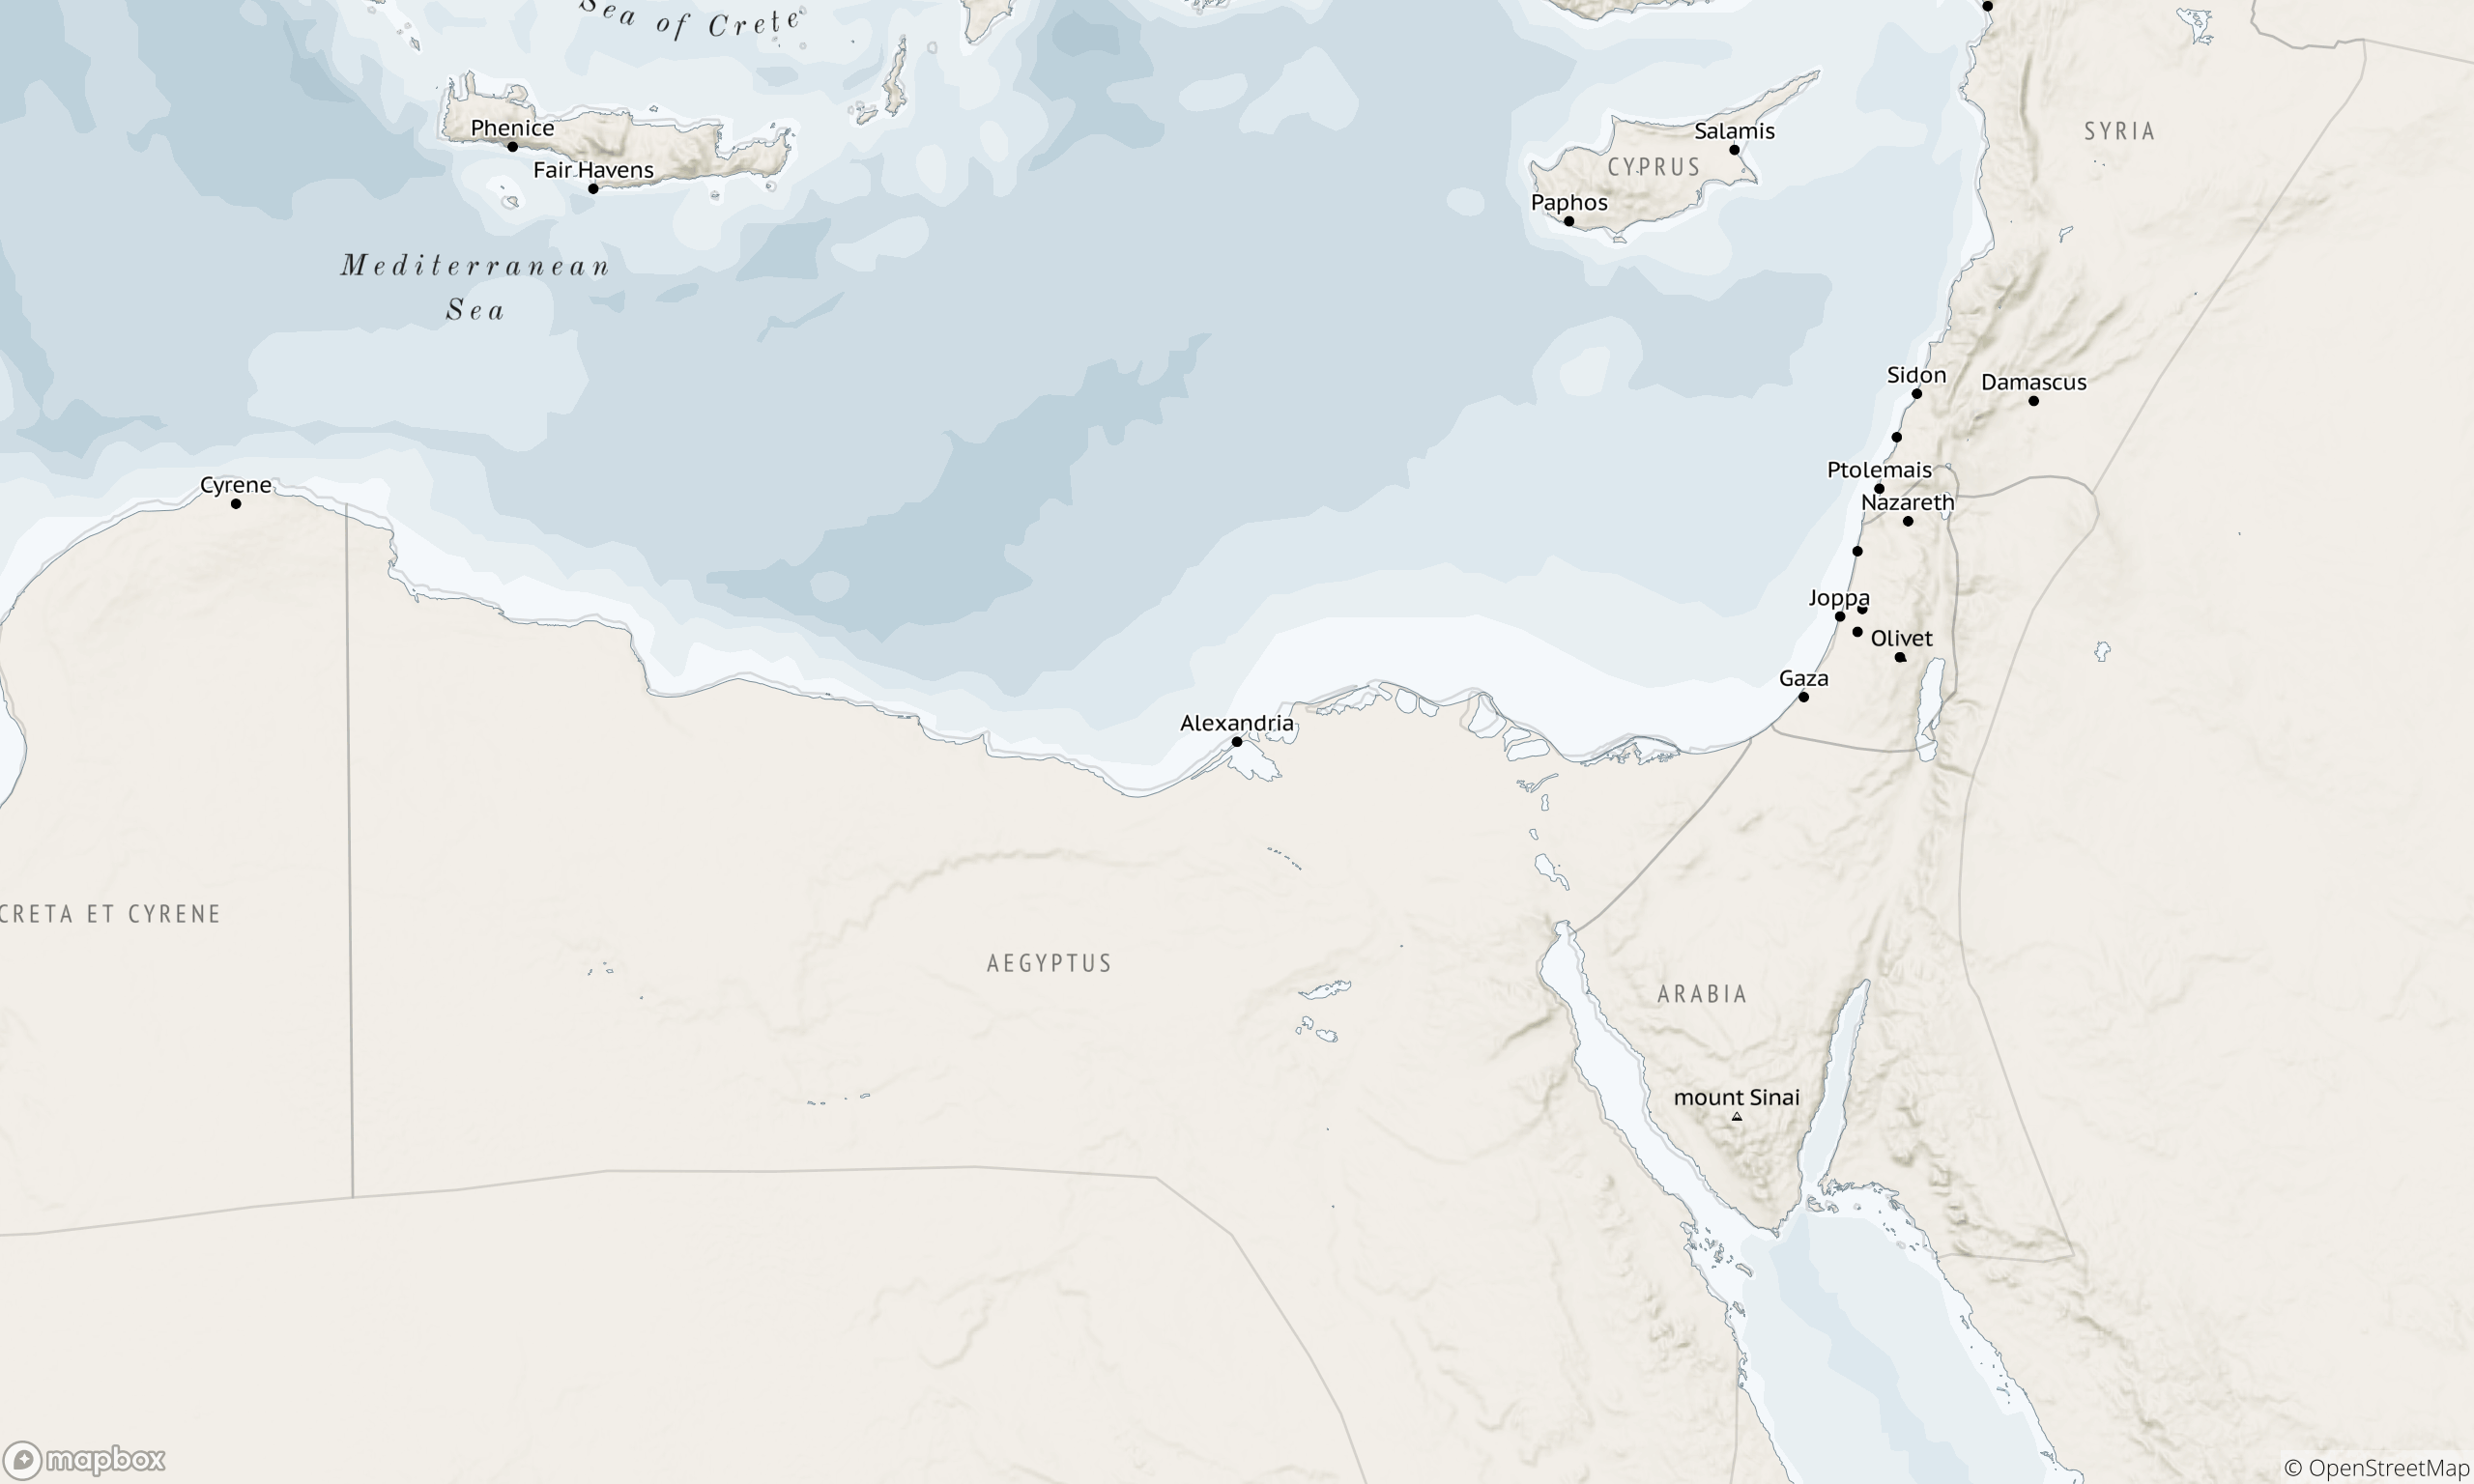 Sea of Crete
Phenice
Salamis
SYRIA
Fair Havens
CYPRUS
Paphos
Mediterranean
Sea
Sidon
Damascus
Ptolemais
Cyrene
Nazareth
Joppa
Olivet
Gaza
Alexandria
CRETA ET CYRENE
AEGYPTUS
ARABIA
mount Sinai
mapbox
© OpenStreetMap